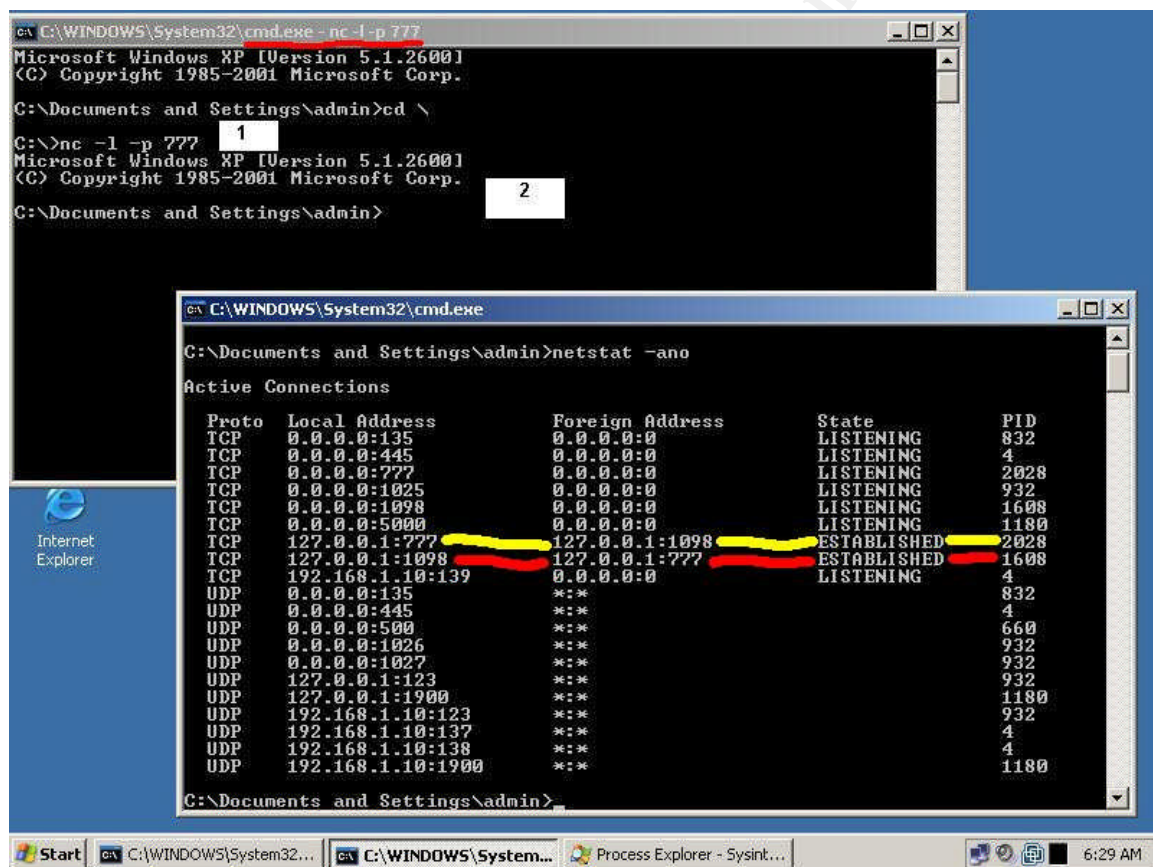 C:\WINDOWS\System32\cmd.exe - nc -l -p 777
Microsoft Windows XP [Version 5.1.2600]
(C) Copyright 1985-2001 Microsoft Corp.
C:\Documents and Settings\admin>cd \
C:\>nc -l -p 777
1
Microsoft Windows XP [Version 5.1.2600]
(C) Copyright 1985-2001 Microsoft Corp.
2
C:\Documents and Settings\admin>
C:\WINDOWS\System32\cmd.exe
C:\Documents and Settings\admin>netstat -ano
Active Connections
Proto Local Address Foreign Address State PID
TCP 0.0.0.0:135 0.0.0.0:0 LISTENING 832
TCP 0.0.0.0:445 0.0.0.0:0 LISTENING 4
TCP 0.0.0.0:777 0.0.0.0:0 LISTENING 2028
TCP 0.0.0.0:1025 0.0.0.0:0 LISTENING 932
TCP 0.0.0.0:1098 0.0.0.0:0 LISTENING 1608
TCP 0.0.0.0:5000 0.0.0.0:0 LISTENING 1180
TCP 127.0.0.1:777 127.0.0.1:1098 ESTABLISHED 2028
TCP 127.0.0.1:1098 127.0.0.1:777 ESTABLISHED 1608
TCP 192.168.1.10:139 0.0.0.0:0 LISTENING 4
UDP 0.0.0.0:135 *:* 832
UDP 0.0.0.0:445 *:* 4
UDP 0.0.0.0:500 *:* 660
UDP 0.0.0.0:1026 *:* 932
UDP 0.0.0.0:1027 *:* 932
UDP 127.0.0.1:123 *:* 932
UDP 127.0.0.1:1900 *:* 1180
UDP 192.168.1.10:123 *:* 932
UDP 192.168.1.10:137 *:* 4
UDP 192.168.1.10:138 *:* 4
UDP 192.168.1.10:1900 *:* 1180
C:\Documents and Settings\admin>_
Internet
Explorer
Start C:\WINDOWS\System32... C:\WINDOWS\System... Process Explorer - Sysint... 6:29 AM